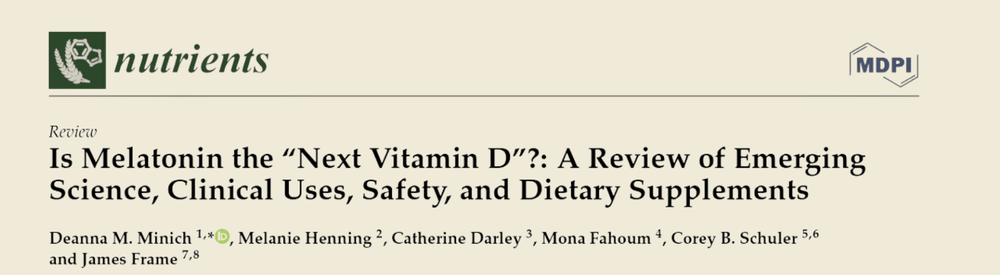 nutrients
MDPI
Review
Is Melatonin the “Next Vitamin D”?: A Review of Emerging
Science, Clinical Uses, Safety, and Dietary Supplements
Deanna M. Minich 1,* iD, Melanie Henning 2, Catherine Darley 3, Mona Fahoum 4, Corey B. Schuler 5,6
and James Frame 7,8